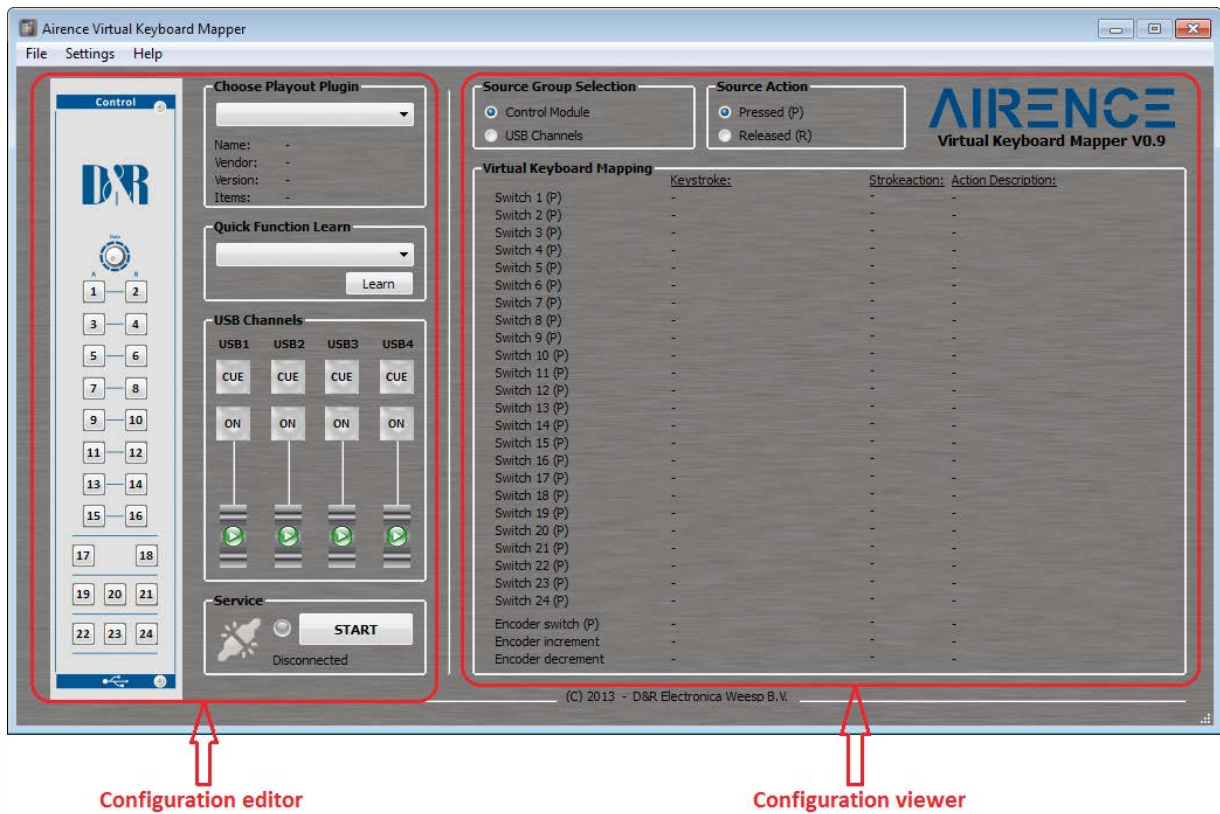 Airence Virtual Keyboard Mapper
File Settings Help
Control
D&R
Data
A B
1 2
3 4
5 6
7 8
9 10
11 12
13 14
15 16
17 18
19 20 21
22 23 24
Choose Playout Plugin
Name: -
Vendor: -
Version: -
Items: -
Quick Function Learn
Learn
USB Channels
USB1 USB2 USB3 USB4
CUE CUE CUE CUE
ON ON ON ON
Service
START
Disconnected
Source Group Selection
Control Module
USB Channels
Source Action
Pressed (P)
Released (R)
AIRENCE
Virtual Keyboard Mapper V0.9
Virtual Keyboard Mapping
Keystroke: Strokeaction: Action Description:
Switch 1 (P) - - -
Switch 2 (P) - - -
Switch 3 (P) - - -
Switch 4 (P) - - -
Switch 5 (P) - - -
Switch 6 (P) - - -
Switch 7 (P) - - -
Switch 8 (P) - - -
Switch 9 (P) - - -
Switch 10 (P) - - -
Switch 11 (P) - - -
Switch 12 (P) - - -
Switch 13 (P) - - -
Switch 14 (P) - - -
Switch 15 (P) - - -
Switch 16 (P) - - -
Switch 17 (P) - - -
Switch 18 (P) - - -
Switch 19 (P) - - -
Switch 20 (P) - - -
Switch 21 (P) - - -
Switch 22 (P) - - -
Switch 23 (P) - - -
Switch 24 (P) - - -
Encoder switch (P) - - -
Encoder increment - - -
Encoder decrement - - -
(C) 2013 - D&R Electronica Weesp B.V.
Configuration editor
Configuration viewer